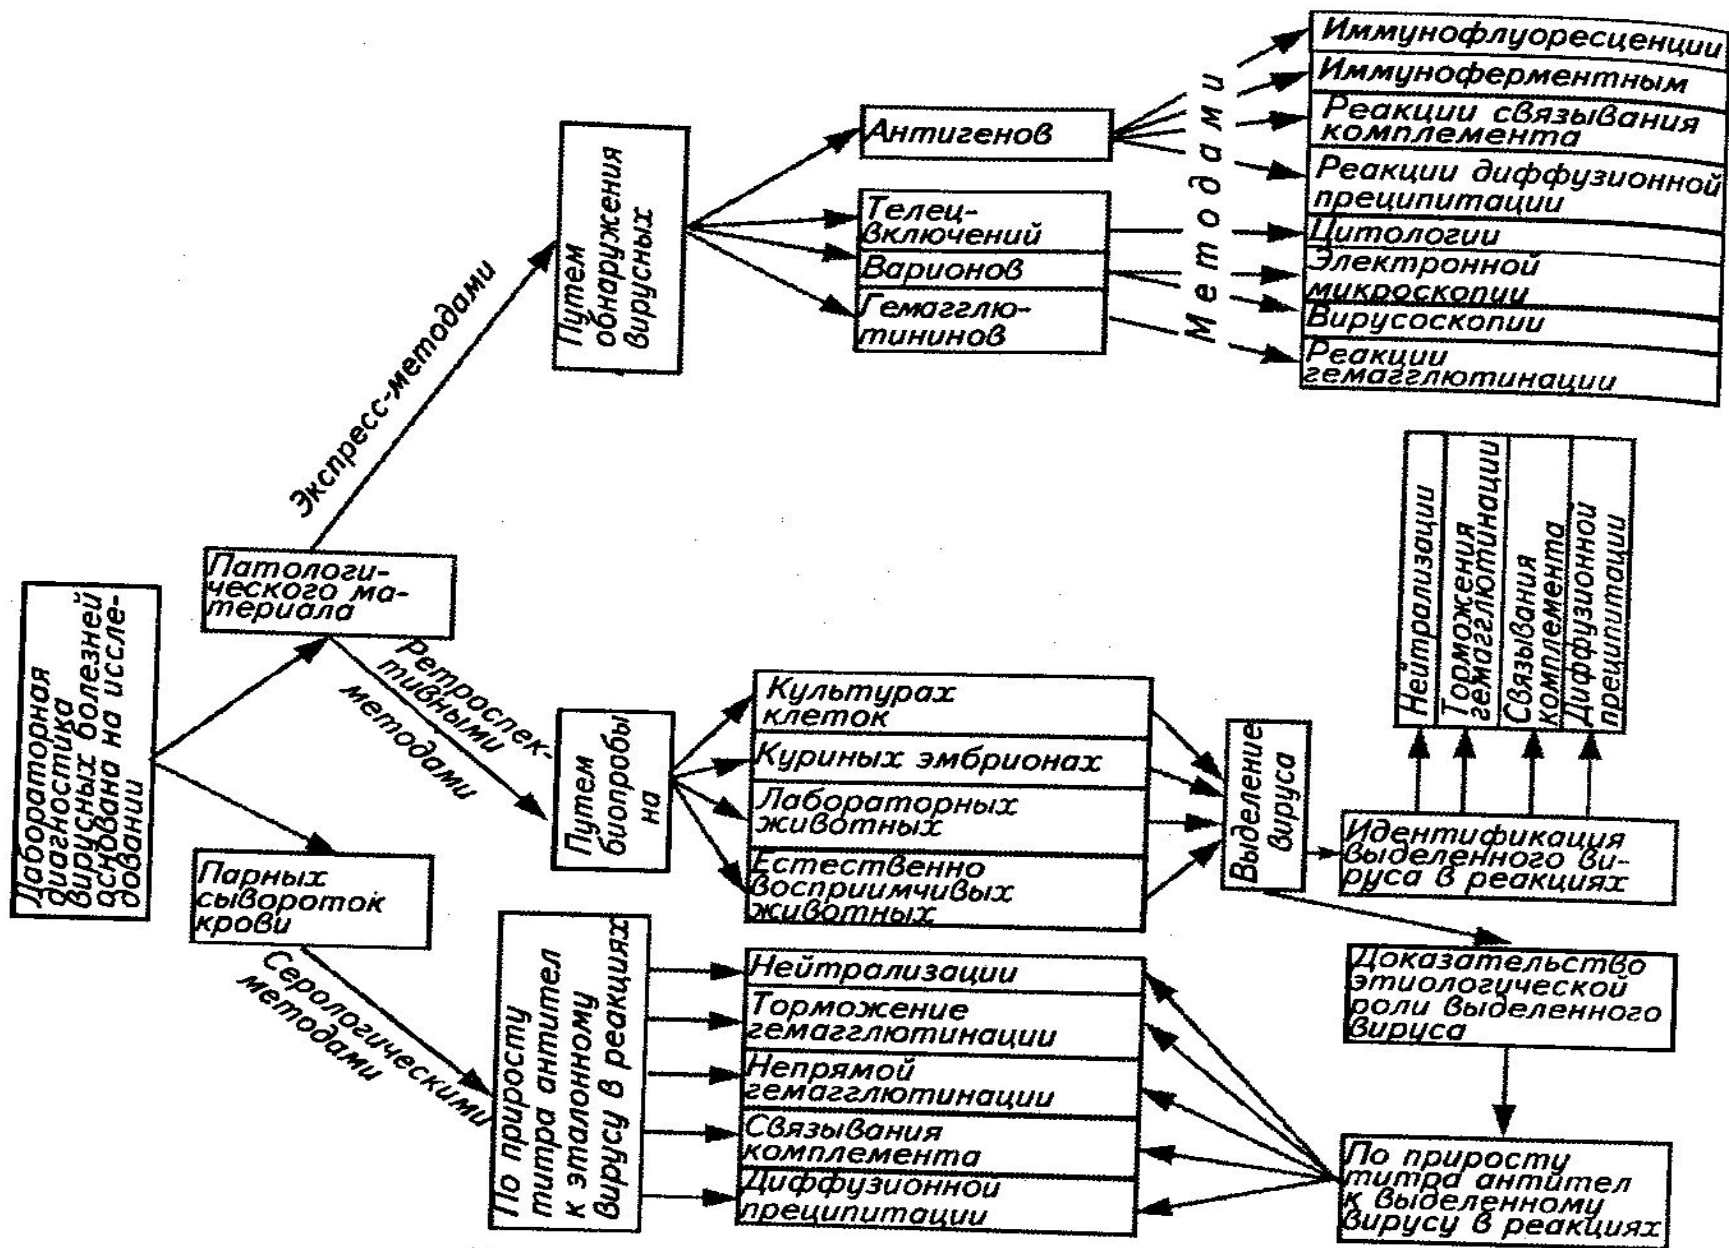 Лабораторная
диагностика
вирусных болезней
основана на иссле-
довании
Патологи-
ческого ма-
териала
Парных
сывороток
крови
Экспресс-методами
Ретроспек-
тивными
методами
Серологическими
методами
Путем
обнаружения
вирусных
Антигенов
Телец-
включений
Варионов
Гемагглю-
тининов
Методами
Иммунофлуоресценции
Иммуноферментным
Реакции связывания
комплемента
Реакции диффузионной
преципитации
Цитологии
Электронной
микроскопии
Вирусоскопии
Реакции
гемагглютинации
Путем
биопробы
на
Культурах
клеток
Куриных эмбрионах
Лабораторных
животных
Естественно
восприимчивых
животных
Выделение
вируса
Идентификация
выделенного ви-
руса в реакциях
Нейтрализации
Торможения
гемагглютинации
Связывания
комплемента
Диффузионной
преципитации
Доказательство
этиологической
роли выделенного
вируса
По приросту
титра антител
к выделенному
вирусу в реакциях
По приросту
титра антител
к эталонному
вирусу в реакциях
Нейтрализации
Торможение
гемагглютинации
Непрямой
гемагглютинации
Связывания
комплемента
Диффузионной
преципитации